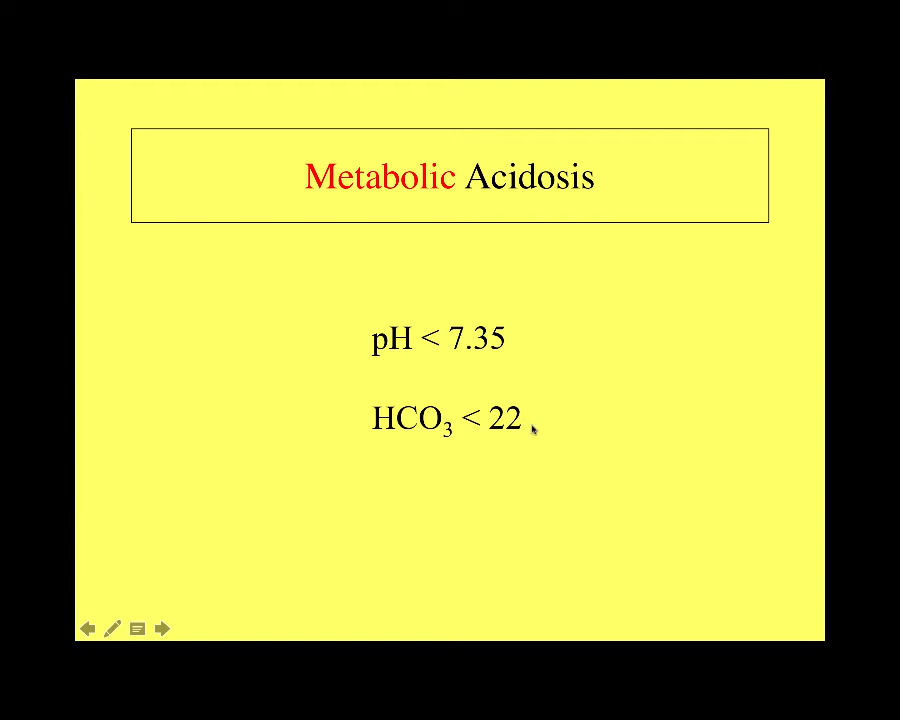 Metabolic Acidosis
pH < 7.35
HCO₃ < 22